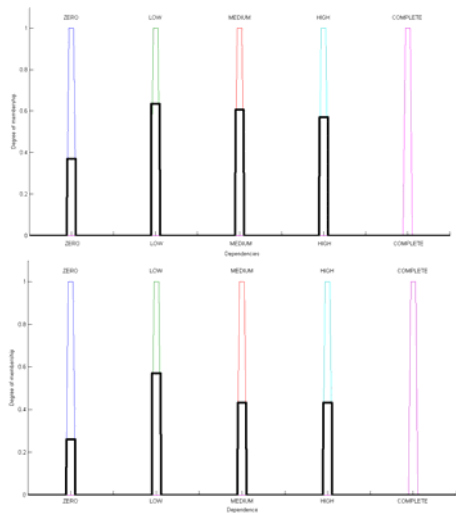 ZERO LOW MEDIUM HIGH COMPLETE
1
0.8
0.6
0.4
0.2
0
Degree of membership
ZERO LOW MEDIUM HIGH COMPLETE
Dependencies
ZERO LOW MEDIUM HIGH COMPLETE
1
0.8
0.6
0.4
0.2
0
Degree of membership
ZERO LOW MEDIUM HIGH COMPLETE
Dependence